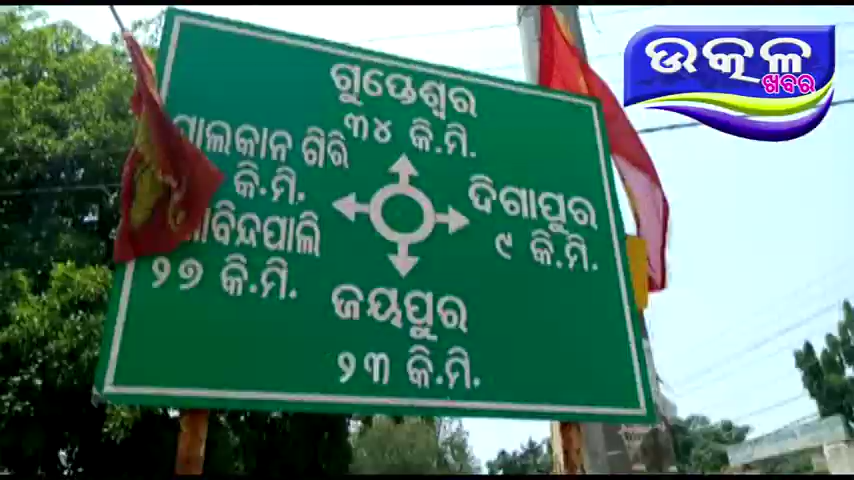 ଉତ୍କଳ
ଖବର
ଗୁପ୍ତେଶ୍ୱର
୩୪ କି.ମି.
ମାଲକାନ ଗିରି
କି.ମି.
ଗୋବିନ୍ଦପାଲି
୨୭ କି.ମି.
ଦିଗାପୁର
୯ କି.ମି.
ଜୟପୁର
୨୩ କି.ମି.